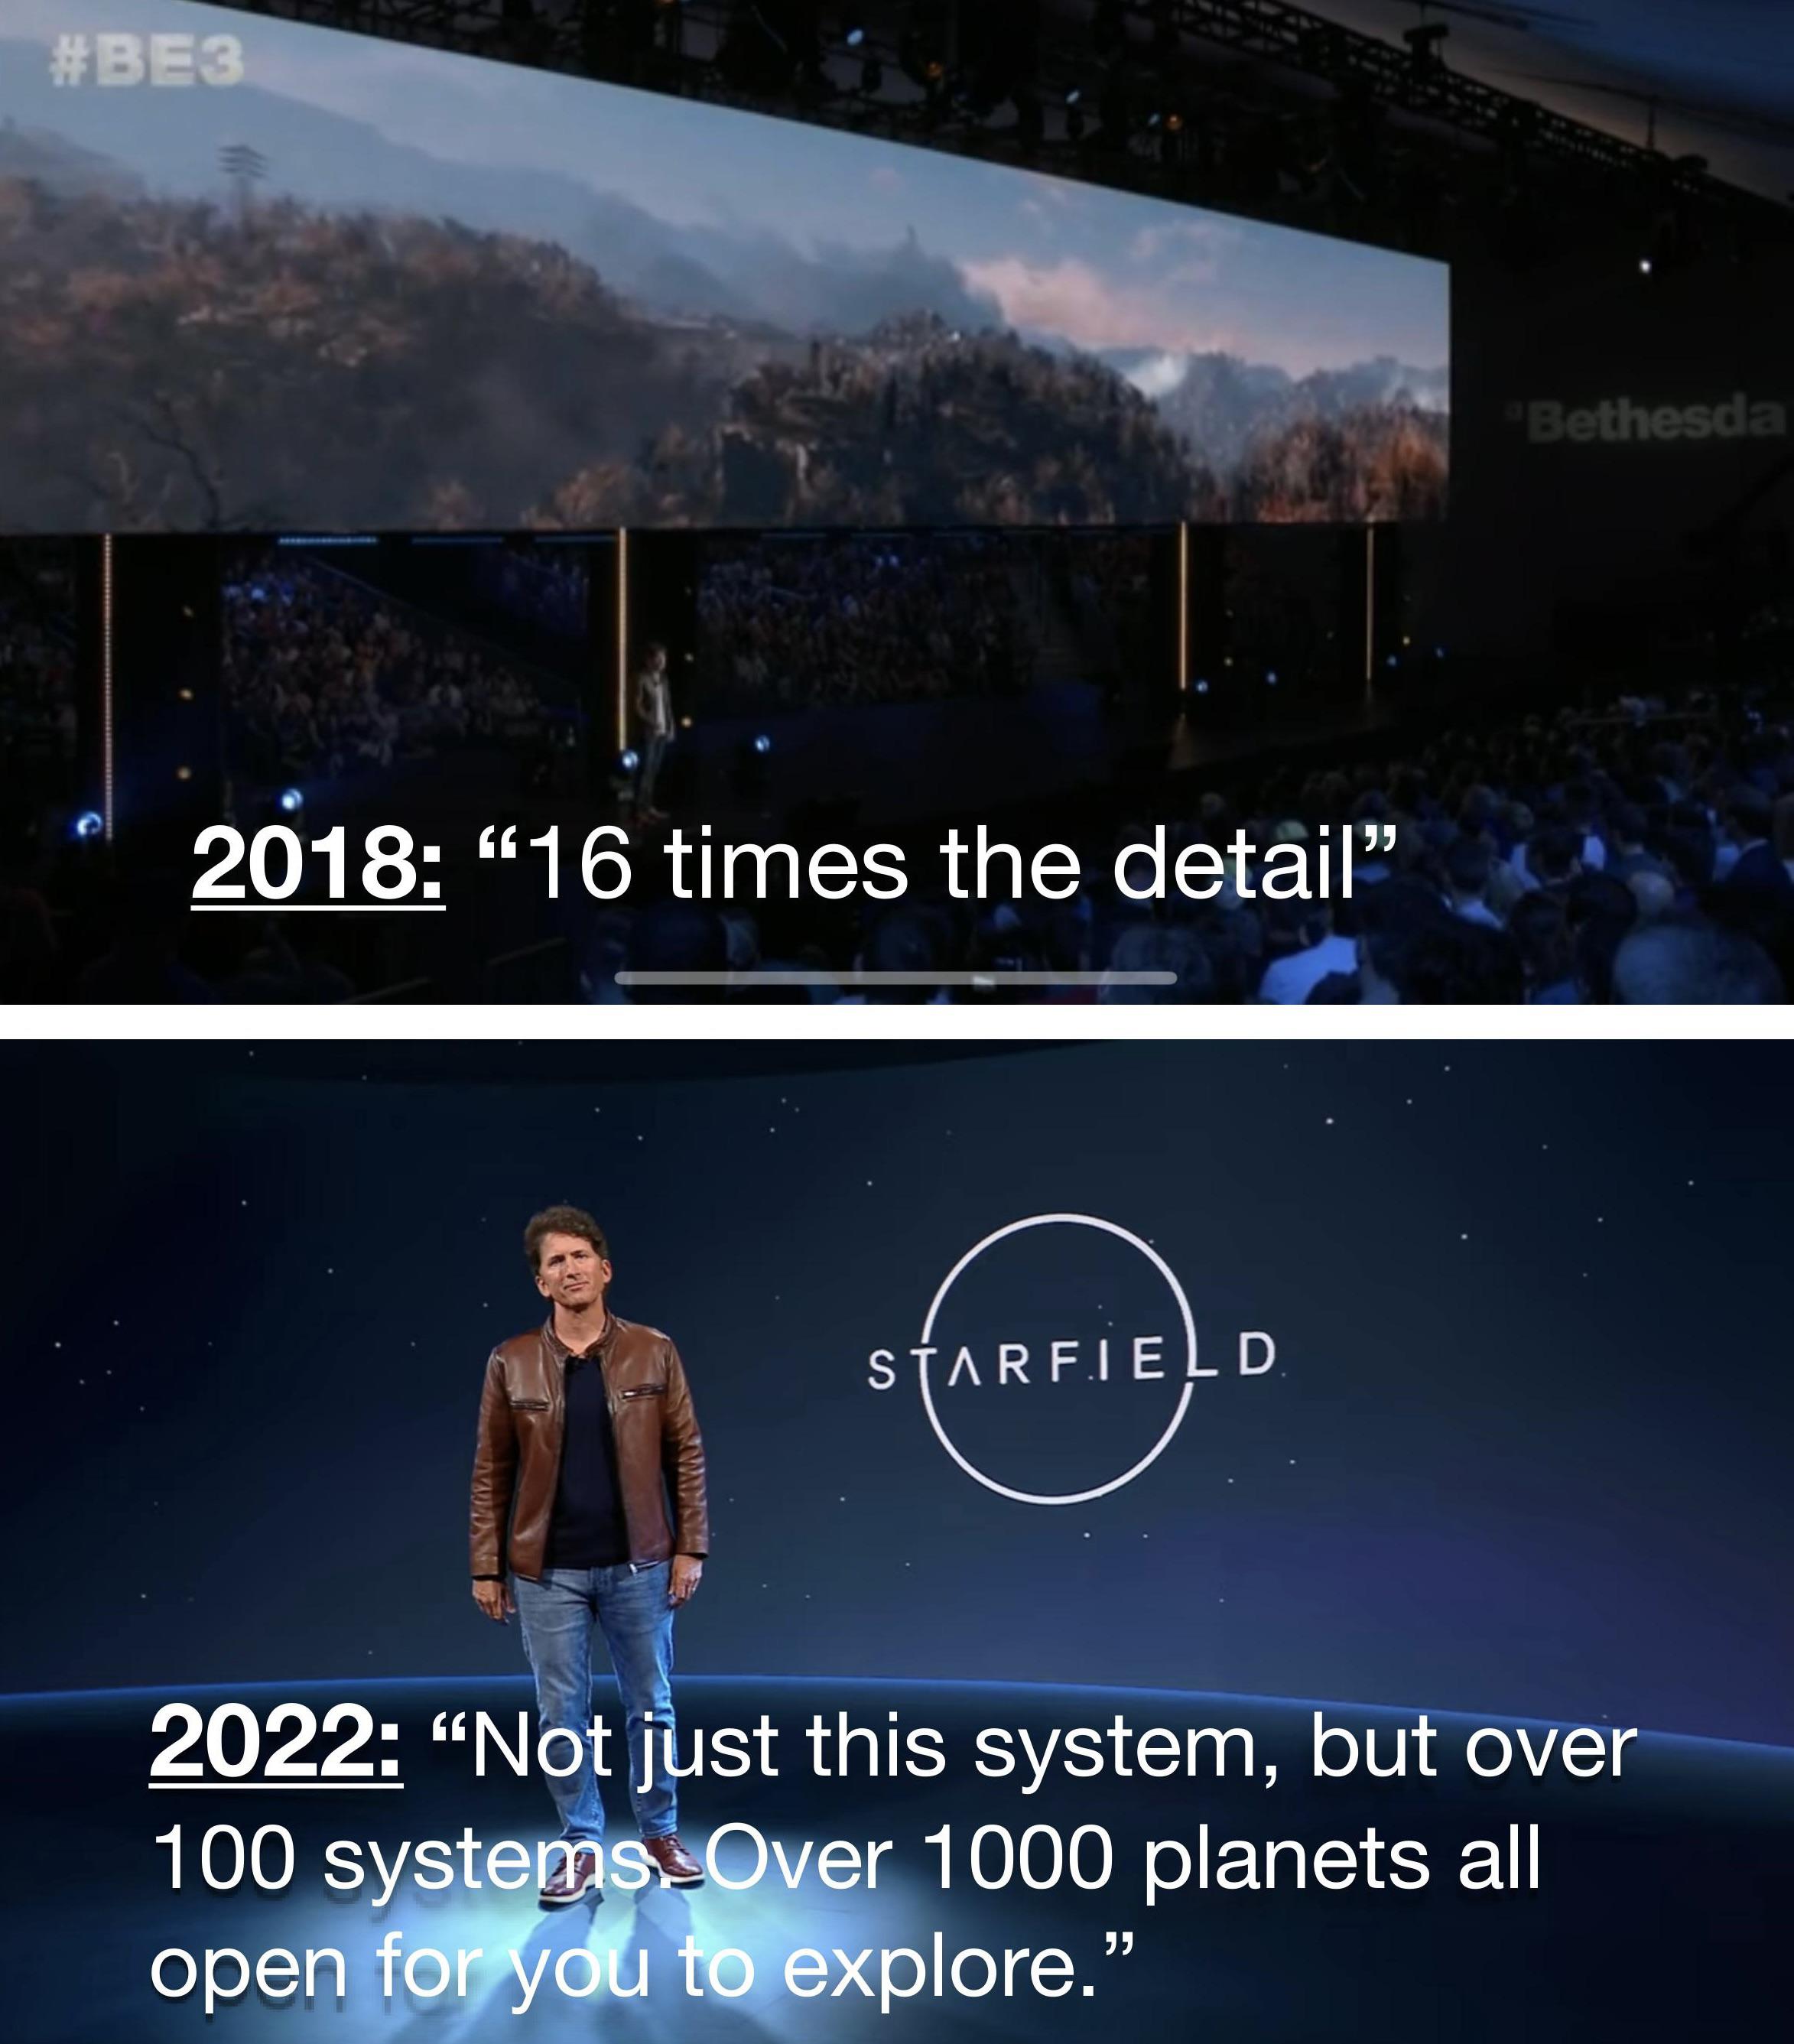 #BE3
Bethesda
2018: “16 times the detail”
STARFIELD
2022: “Not just this system, but over
100 systems. Over 1000 planets all
open for you to explore.”